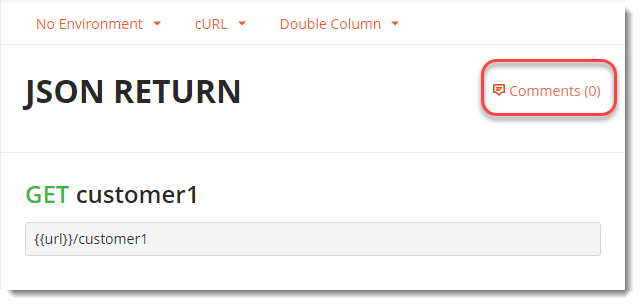 No Environment cURL Double Column
JSON RETURN
Comments (0)
GET customer1
{{url}}/customer1